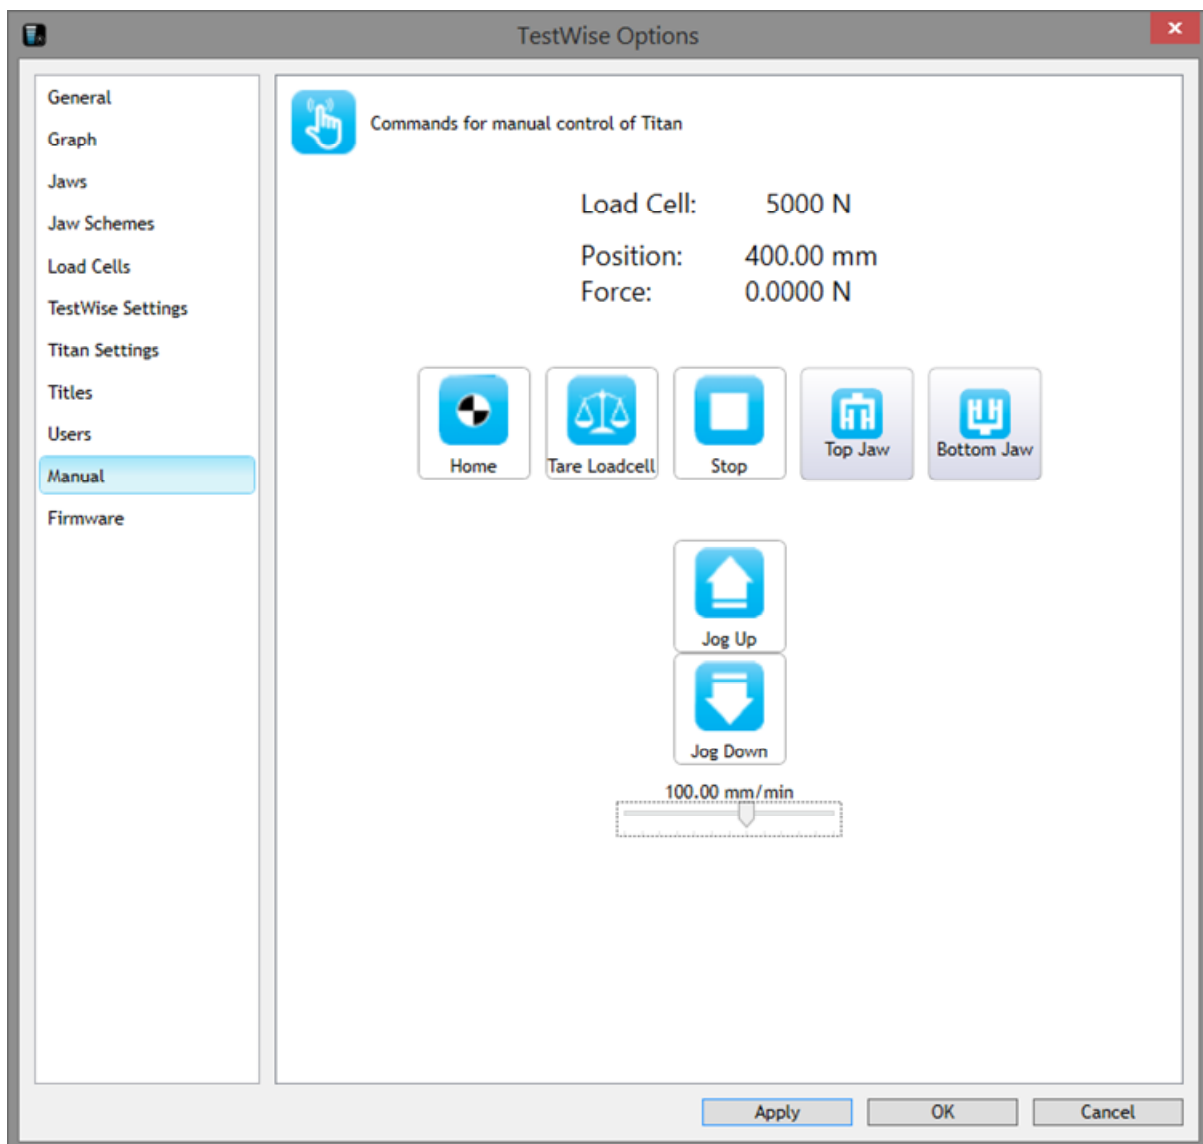 TestWise Options
General
Graph
Jaws
Jaw Schemes
Load Cells
TestWise Settings
Titan Settings
Titles
Users
Manual
Firmware
Commands for manual control of Titan
Load Cell: 5000 N
Position: 400.00 mm
Force: 0.0000 N
Home Tare Loadcell Stop Top Jaw Bottom Jaw
Jog Up
Jog Down
100.00 mm/min
Apply OK Cancel